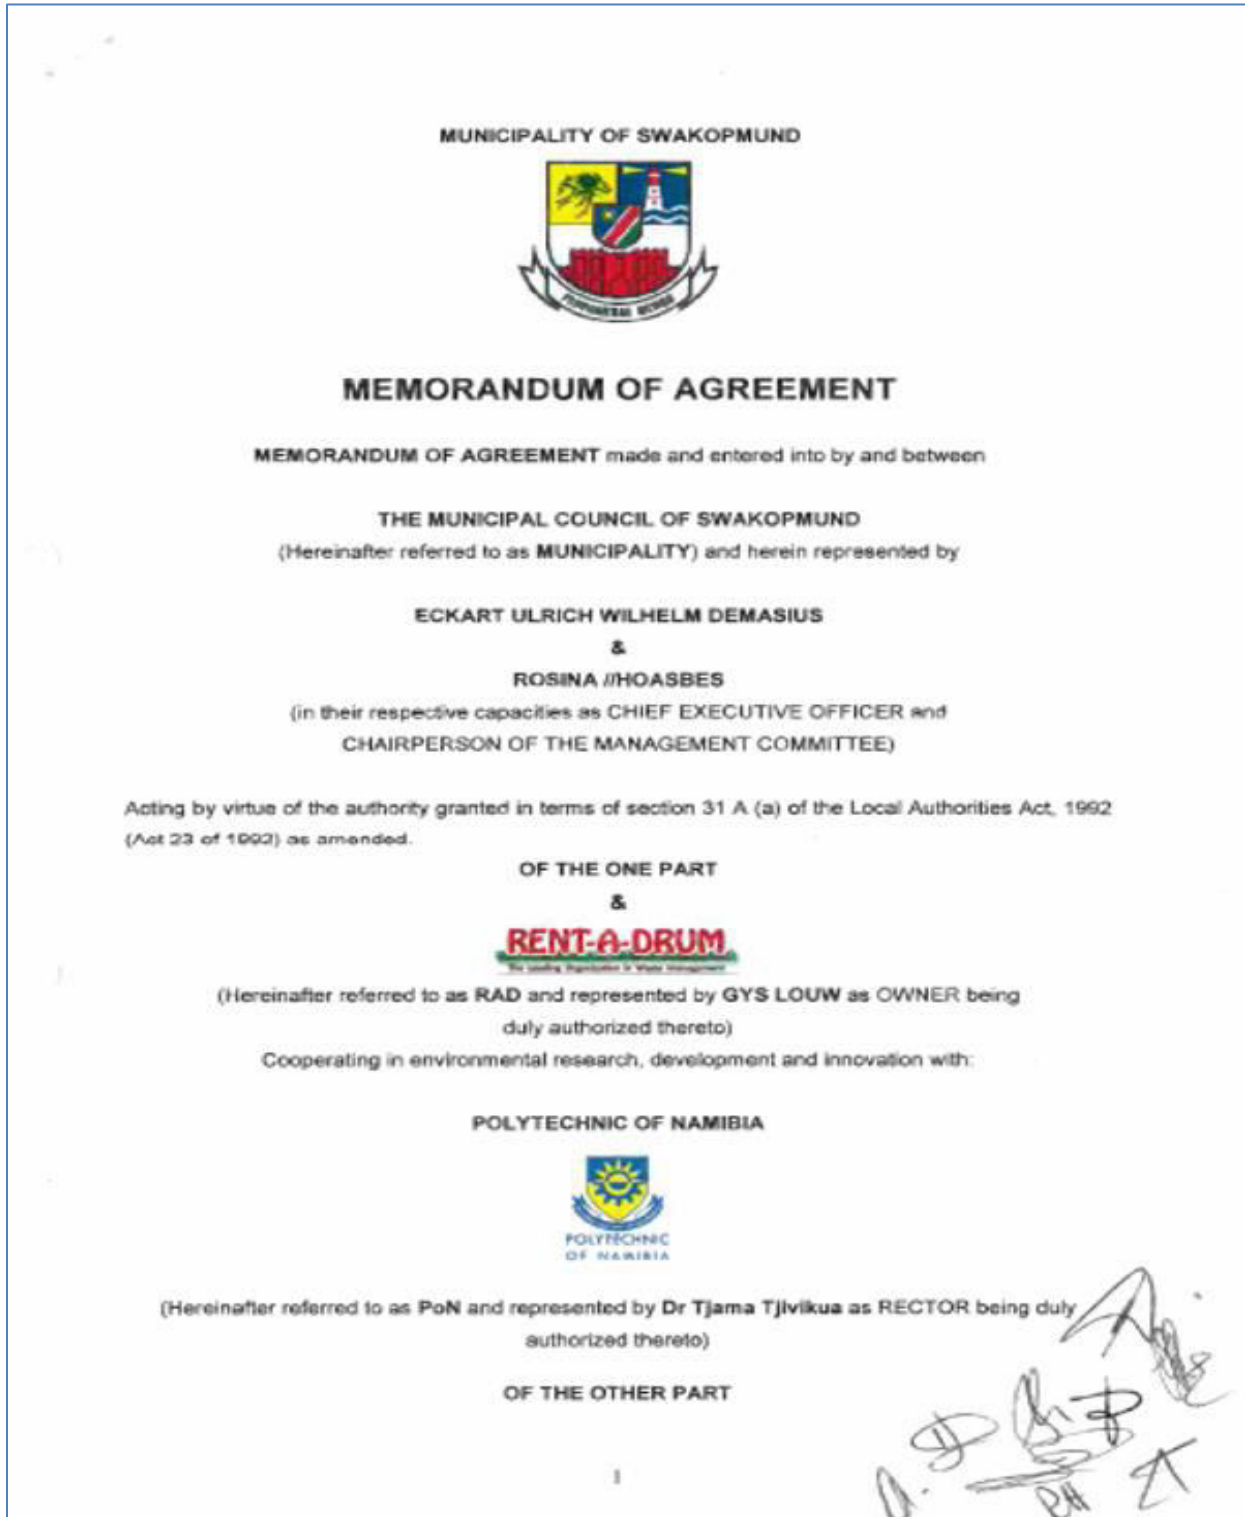 MUNICIPALITY OF SWAKOPMUND
MEMORANDUM OF AGREEMENT
MEMORANDUM OF AGREEMENT made and entered into by and between
THE MUNICIPAL COUNCIL OF SWAKOPMUND
(Hereinafter referred to as MUNICIPALITY) and herein represented by
ECKART ULRICH WILHELM DEMASIUS
&
ROSINA //HOASBES
(in their respective capacities as CHIEF EXECUTIVE OFFICER and
CHAIRPERSON OF THE MANAGEMENT COMMITTEE)
Acting by virtue of the authority granted in terms of section 31 A (a) of the Local Authorities Act, 1992
(Act 23 of 1992) as amended.
OF THE ONE PART
&
RENT-A-DRUM
The Leading Organization in Waste Management
(Hereinafter referred to as RAD and represented by GYS LOUW as OWNER being
duly authorized thereto)
Cooperating in environmental research, development and innovation with:
POLYTECHNIC OF NAMIBIA
POLYTECHNIC
OF NAMIBIA
(Hereinafter referred to as PoN and represented by Dr Tjama Tjivikua as RECTOR being duly
authorized thereto)
OF THE OTHER PART
1